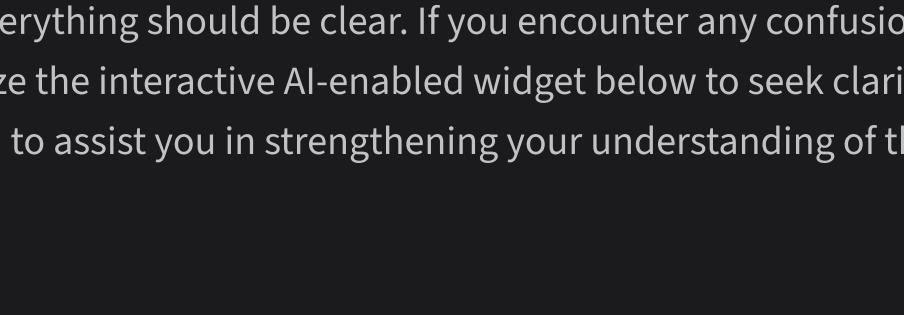 erything should be clear. If you encounter any confusio
ze the interactive AI-enabled widget below to seek clari
to assist you in strengthening your understanding of th